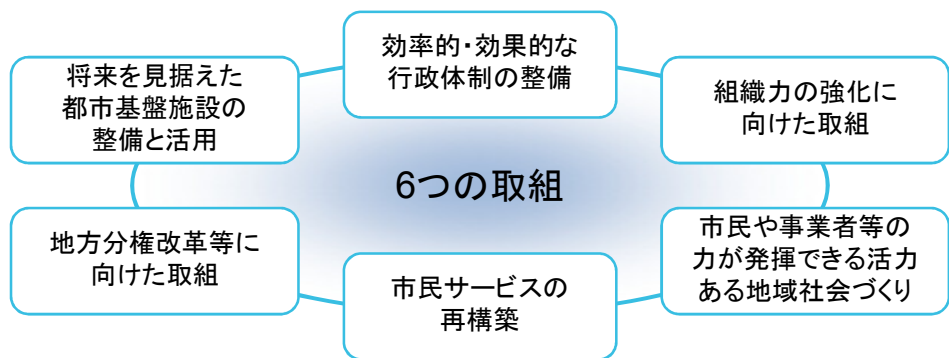 効率的・効果的な
行政体制の整備
将来を見据えた
都市基盤施設の
整備と活用
組織力の強化に
向けた取組
6つの取組
地方分権改革等に
向けた取組
市民や事業者等の
力が発揮できる活力
ある地域社会づくり
市民サービスの
再構築